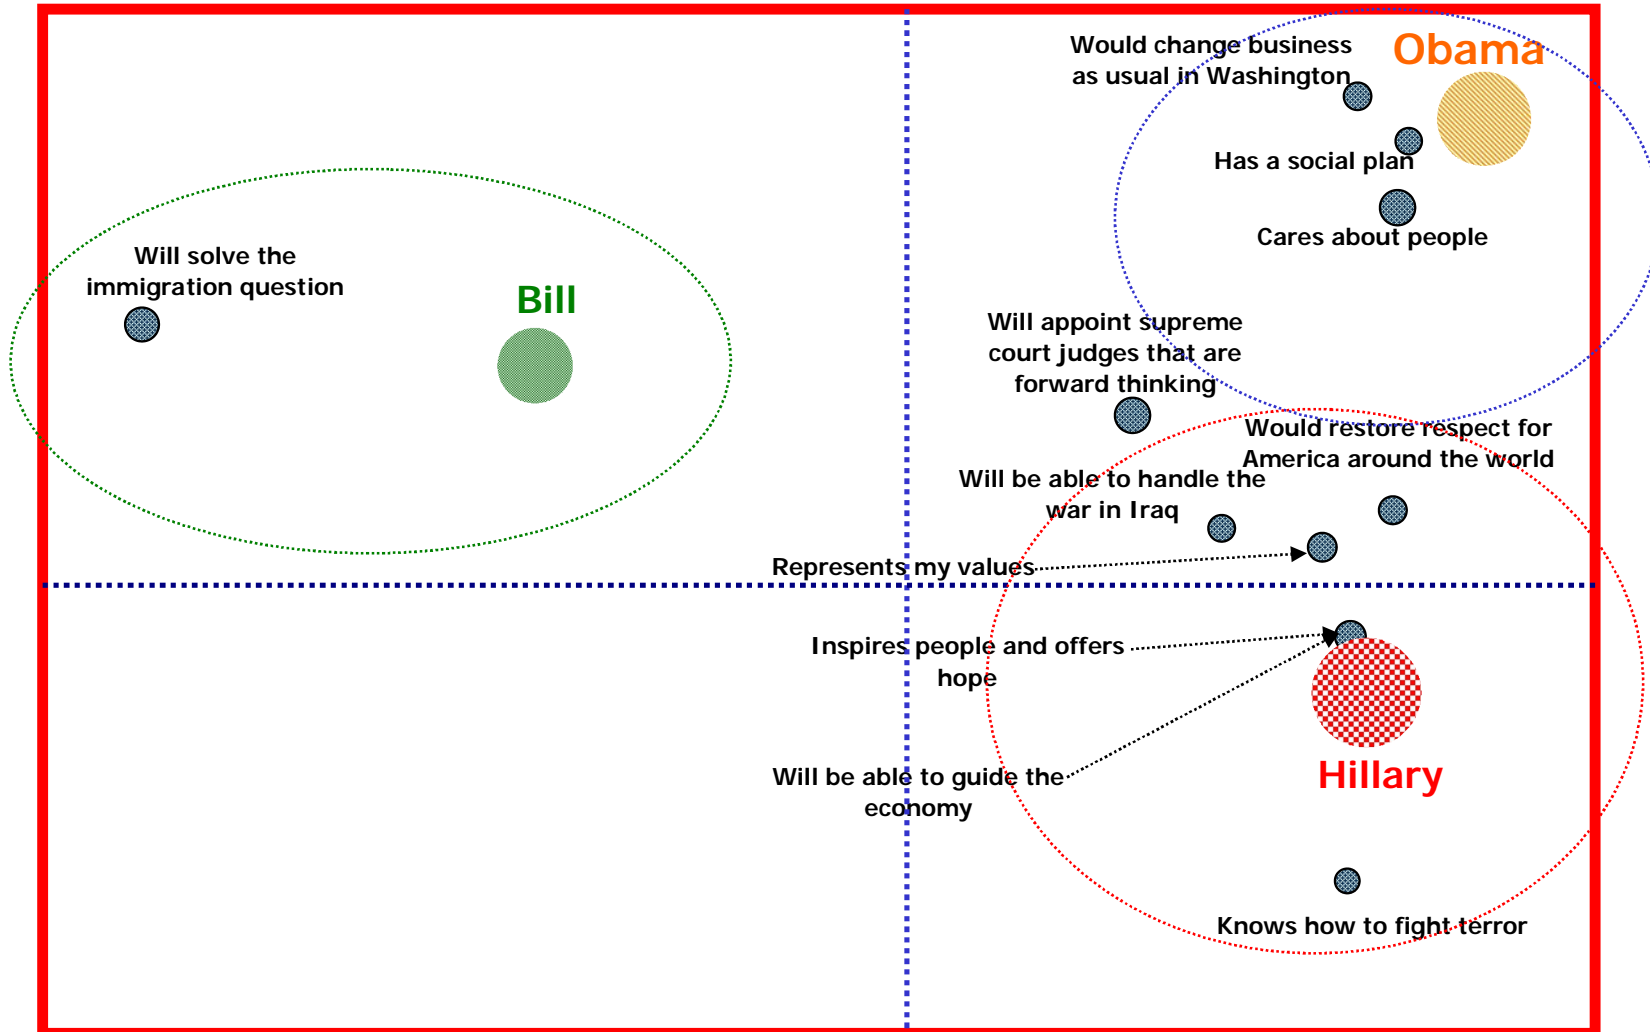 Would change business
as usual in Washington
Obama
Has a social plan
Cares about people
Will solve the
immigration question
Bill
Will appoint supreme
court judges that are
forward thinking
Would restore respect for
America around the world
Will be able to handle the
war in Iraq
Represents my values
Inspires people and offers
hope
Will be able to guide the
economy
Hillary
Knows how to fight terror